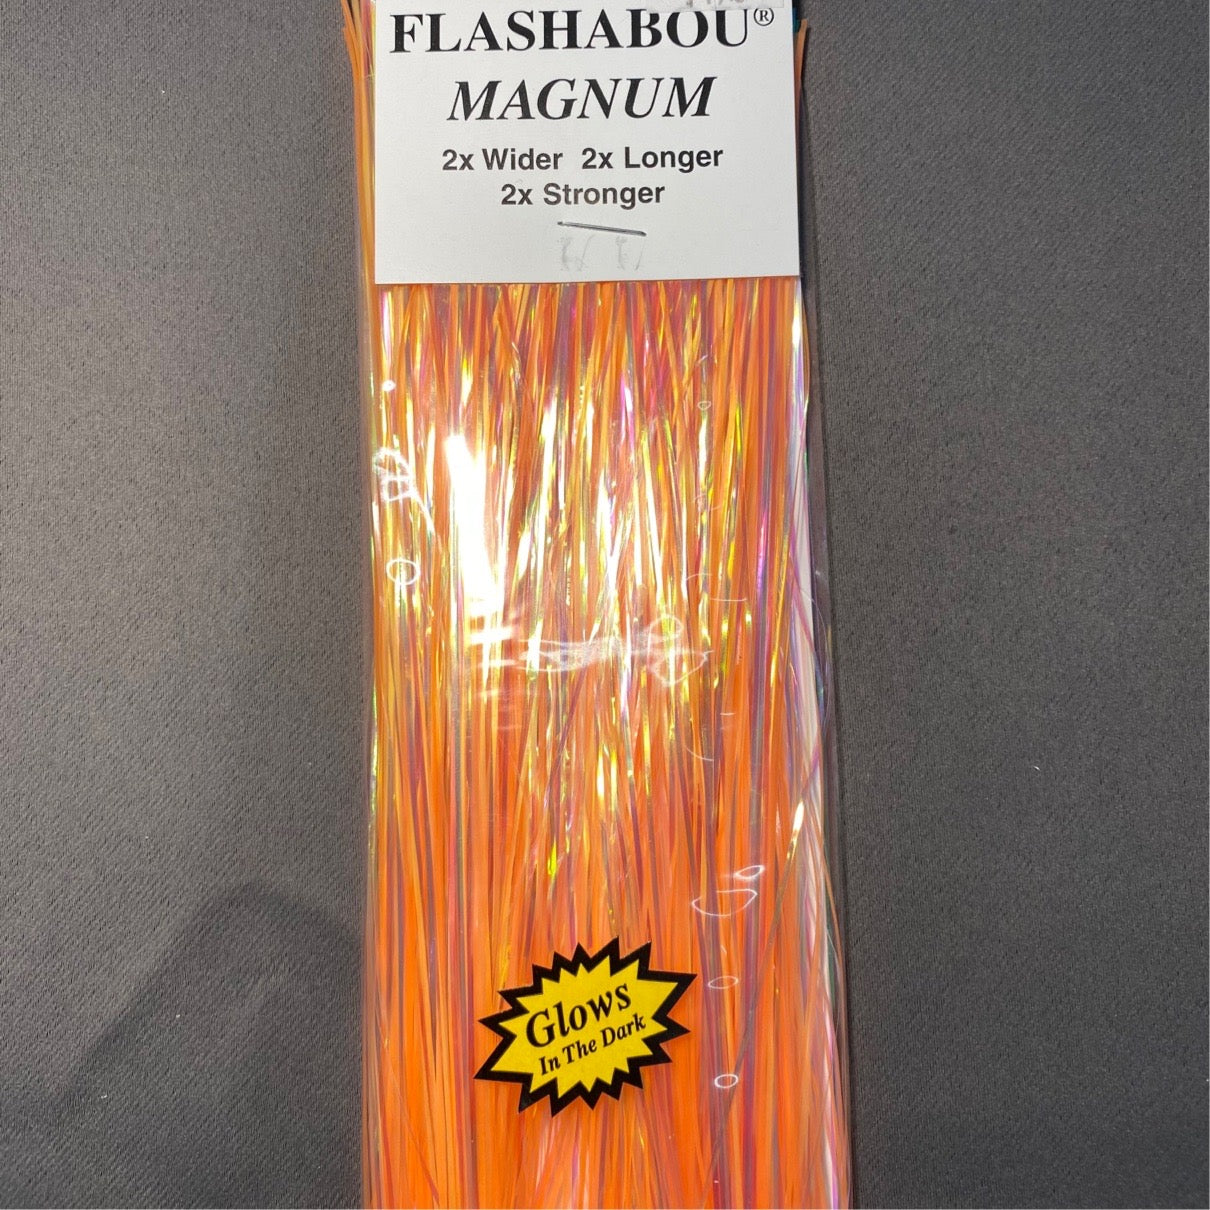 FLASHABOU®
MAGNUM
2x Wider 2x Longer
2x Stronger
Glows
In The Dark